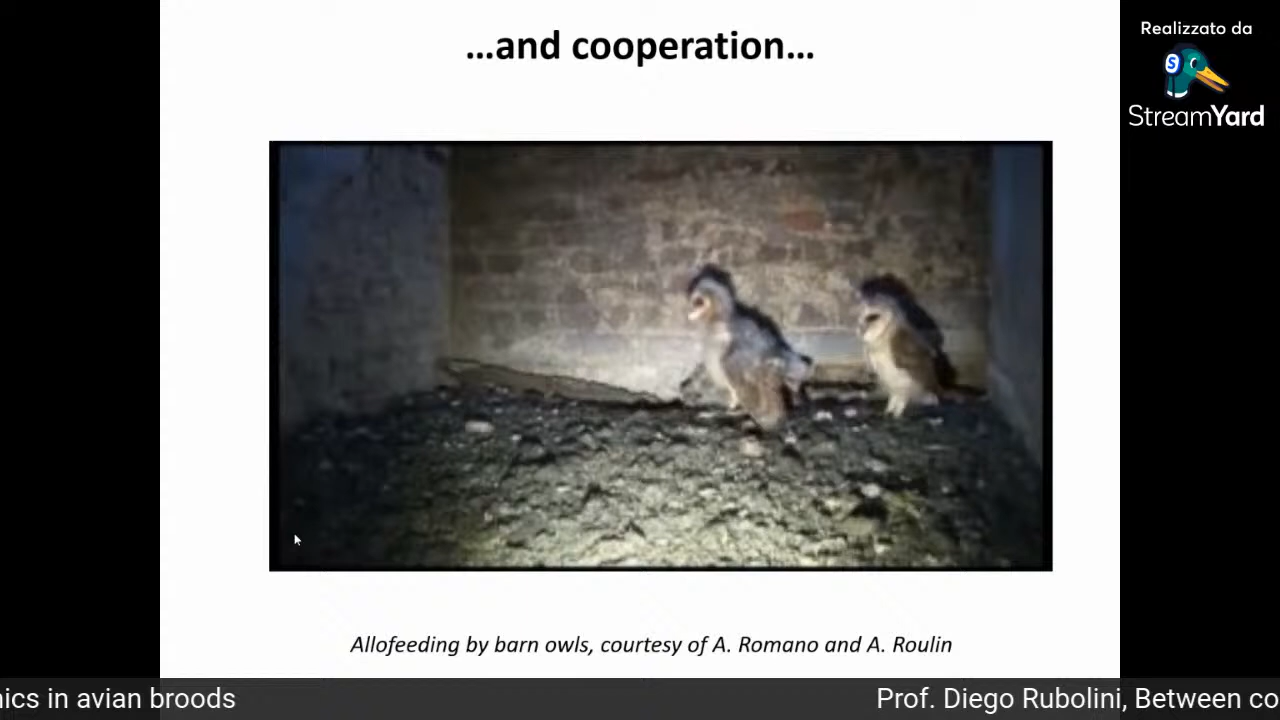 ...and cooperation...
Realizzato da
S
StreamYard
Allofeeding by barn owls, courtesy of A. Romano and A. Roulin
nics in avian broods
Prof. Diego Rubolini, Between co